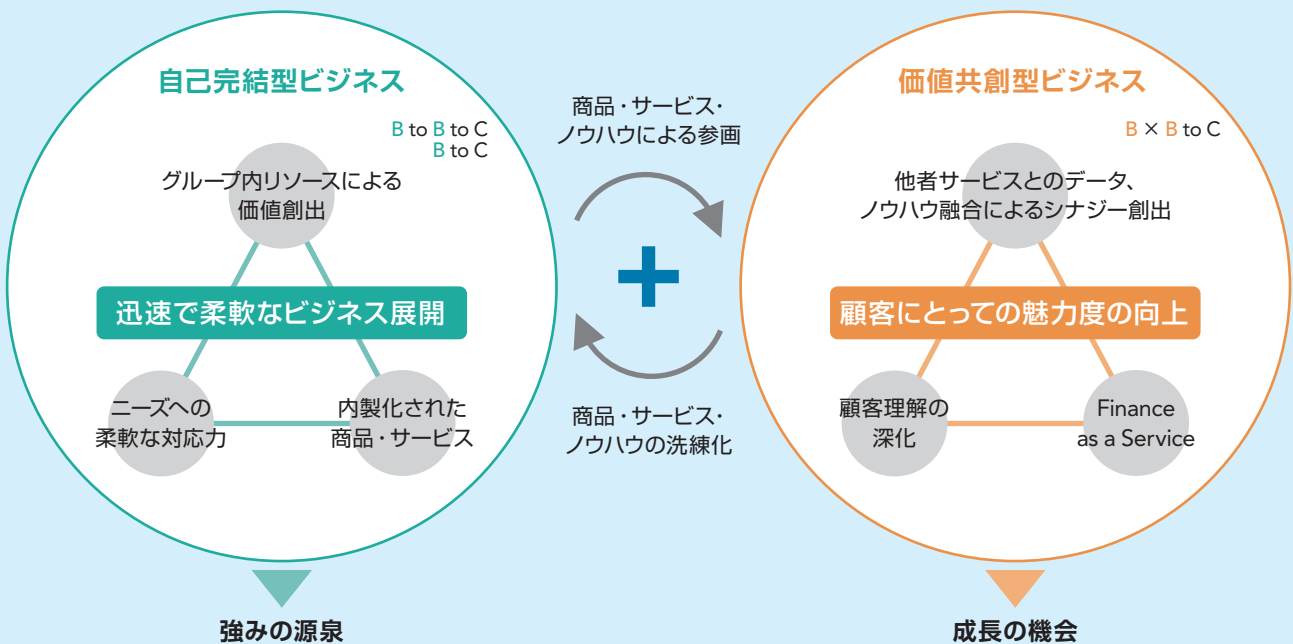 自己完結型ビジネス
B to B to C
B to C
グループ内リソースによる
価値創出
迅速で柔軟なビジネス展開
ニーズへの
柔軟な対応力
内製化された
商品・サービス
強みの源泉
商品・サービス・
ノウハウによる参画
+
商品・サービス・
ノウハウの洗練化
価値共創型ビジネス
B × B to C
他者サービスとのデータ、
ノウハウ融合によるシナジー創出
顧客にとっての魅力度の向上
顧客理解の
深化
Finance
as a Service
成長の機会